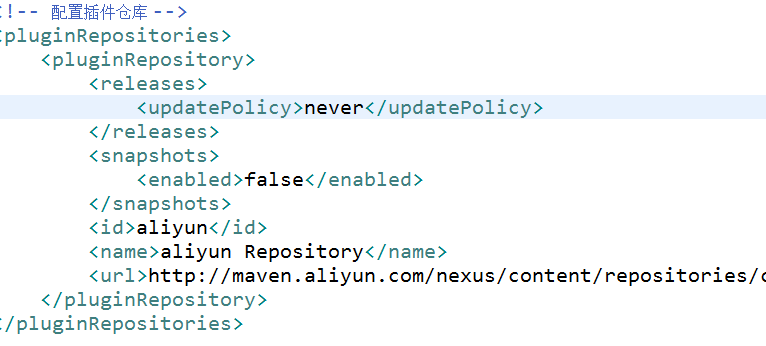 !-- 配置插件仓库 -->
pluginRepositories>
<pluginRepository>
<releases>
<updatePolicy>never</updatePolicy>
</releases>
<snapshots>
<enabled>false</enabled>
</snapshots>
<id>aliyun</id>
<name>aliyun Repository</name>
<url>http://maven.aliyun.com/nexus/content/repositories/
</pluginRepository>
</pluginRepositories>